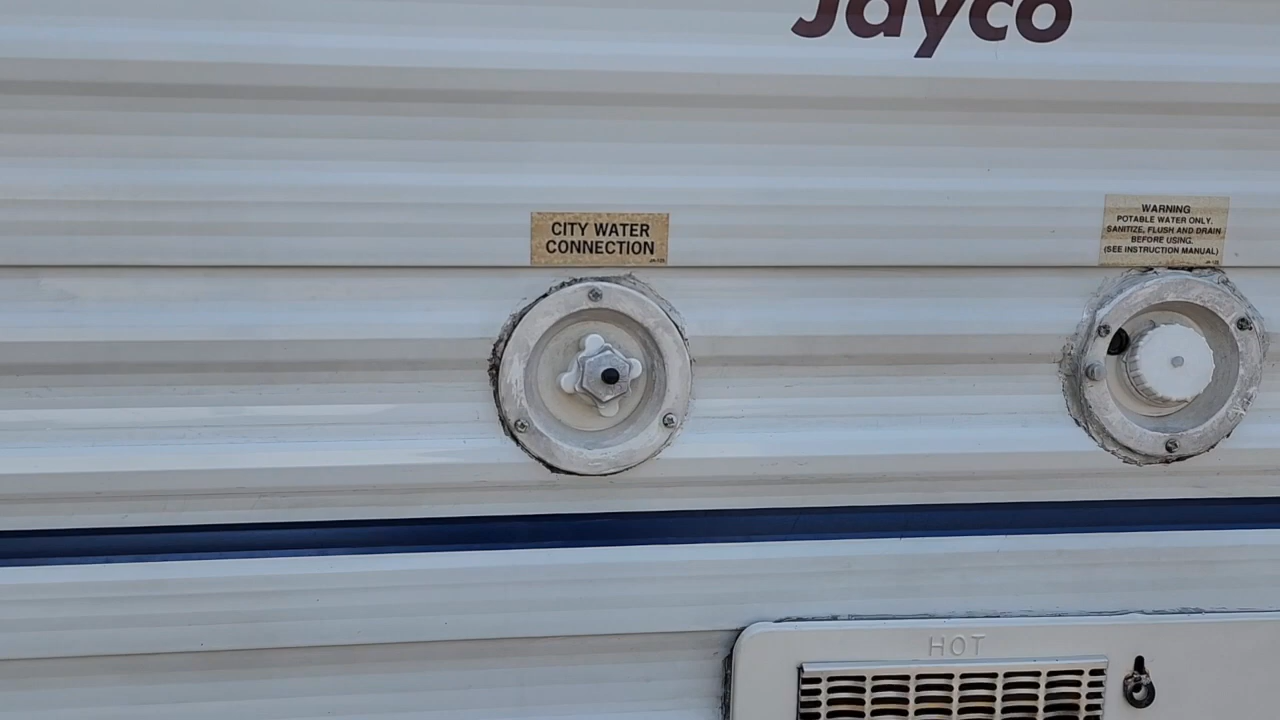 Jayco
CITY WATER
CONNECTION
WARNING
POTABLE WATER ONLY.
SANITIZE, FLUSH AND DRAIN
BEFORE USING.
(SEE INSTRUCTION MANUAL)
HOT